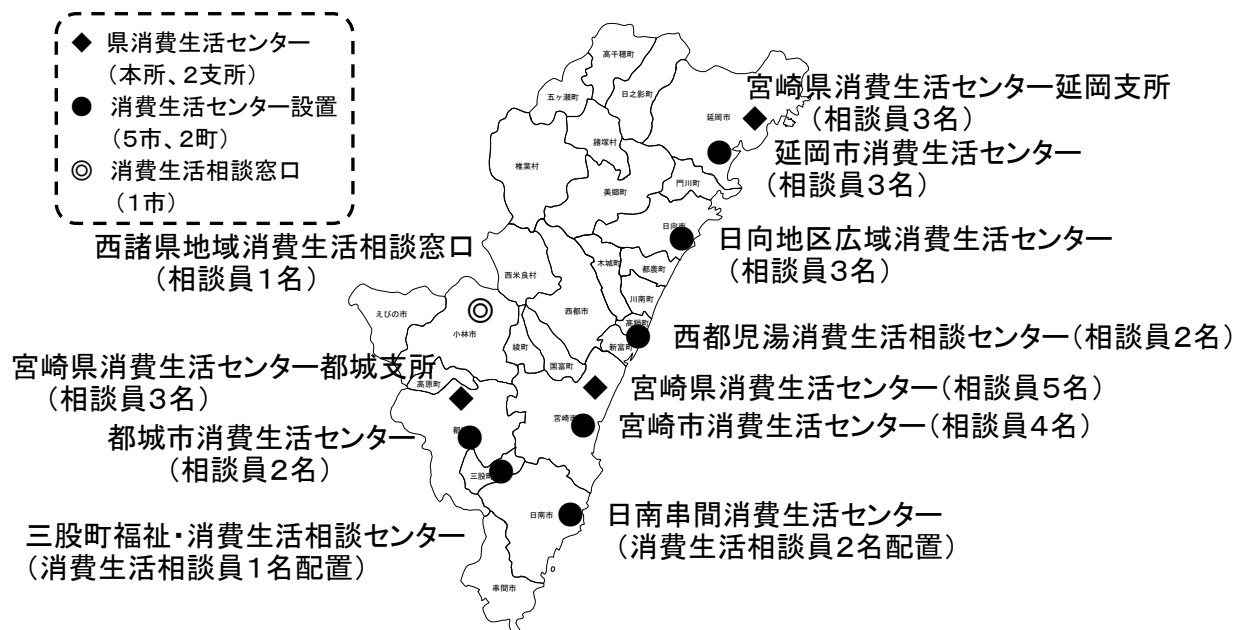 ◆ 県消費生活センター
(本所、2支所)
● 消費生活センター設置
(5市、2町)
◎ 消費生活相談窓口
(1市)
高千穂町
五ヶ瀬町
日之影町
延岡市
諸塚村
椎葉村
美郷町
門川町
日向市
木城町
都農町
西米良村
川南町
西都市
えびの市
小林市
高鍋町
新富町
綾町
国富町
高原町
宮崎市
三股町
日南市
串間市
宮崎県消費生活センター延岡支所
(相談員3名)
延岡市消費生活センター
(相談員3名)
日向地区広域消費生活センター
(相談員3名)
西諸県地域消費生活相談窓口
(相談員1名)
西都児湯消費生活相談センター(相談員2名)
宮崎県消費生活センター都城支所
(相談員3名)
宮崎県消費生活センター(相談員5名)
宮崎市消費生活センター(相談員4名)
都城市消費生活センター
(相談員2名)
三股町福祉・消費生活相談センター
(消費生活相談員1名配置)
日南串間消費生活センター
(消費生活相談員2名配置)